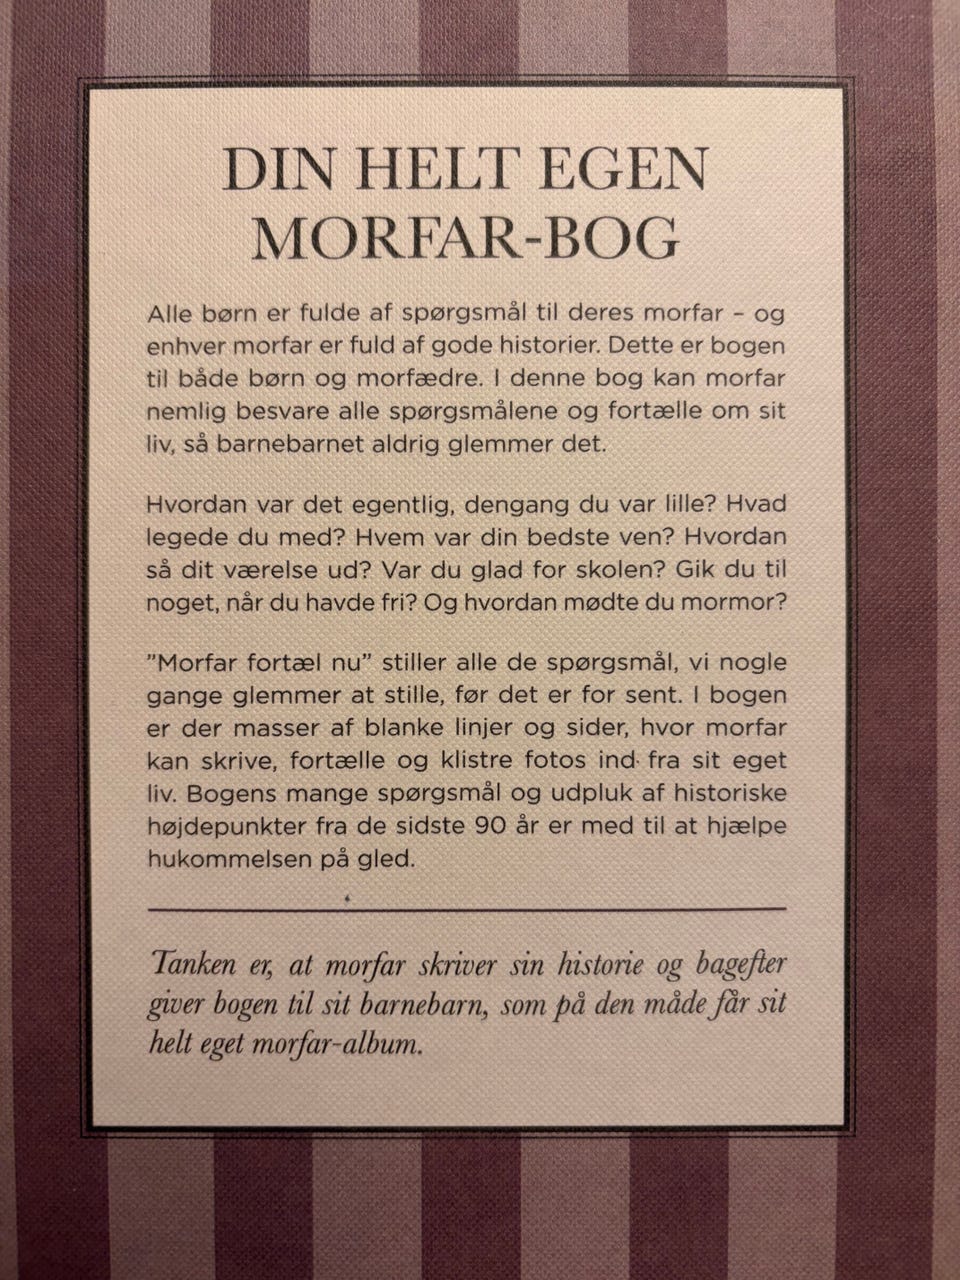 DIN HELT EGEN
MORFAR-BOG
Alle børn er fulde af spørgsmål til deres morfar – og
enhver morfar er fuld af gode historier. Dette er bogen
til både børn og morfædre. I denne bog kan morfar
nemlig besvare alle spørgsmålene og fortælle om sit
liv, så barnebarnet aldrig glemmer det.
Hvordan var det egentlig, dengang du var lille? Hvad
legede du med? Hvem var din bedste ven? Hvordan
så dit værelse ud? Var du glad for skolen? Gik du til
noget, når du havde fri? Og hvordan mødte du mormor?
”Morfar fortæl nu” stiller alle de spørgsmål, vi nogle
gange glemmer at stille, før det er for sent. I bogen
er der masser af blanke linjer og sider, hvor morfar
kan skrive, fortælle og klistre fotos ind fra sit eget
liv. Bogens mange spørgsmål og udpluk af historiske
højdepunkter fra de sidste 90 år er med til at hjælpe
hukommelsen på gled.
Tanken er, at morfar skriver sin historie og bagefter
giver bogen til sit barnebarn, som på den måde får sit
helt eget morfar-album.